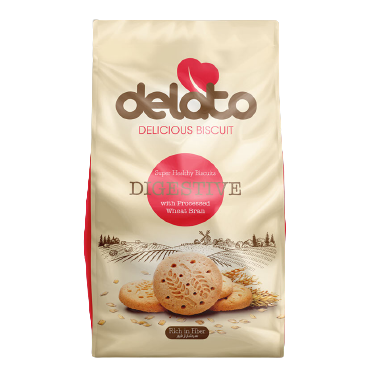 delato
DELICIOUS BISCUIT
Super Healthy Biscuits
DIGESTIVE
with Processed
Wheat Bran
Rich in Fiber